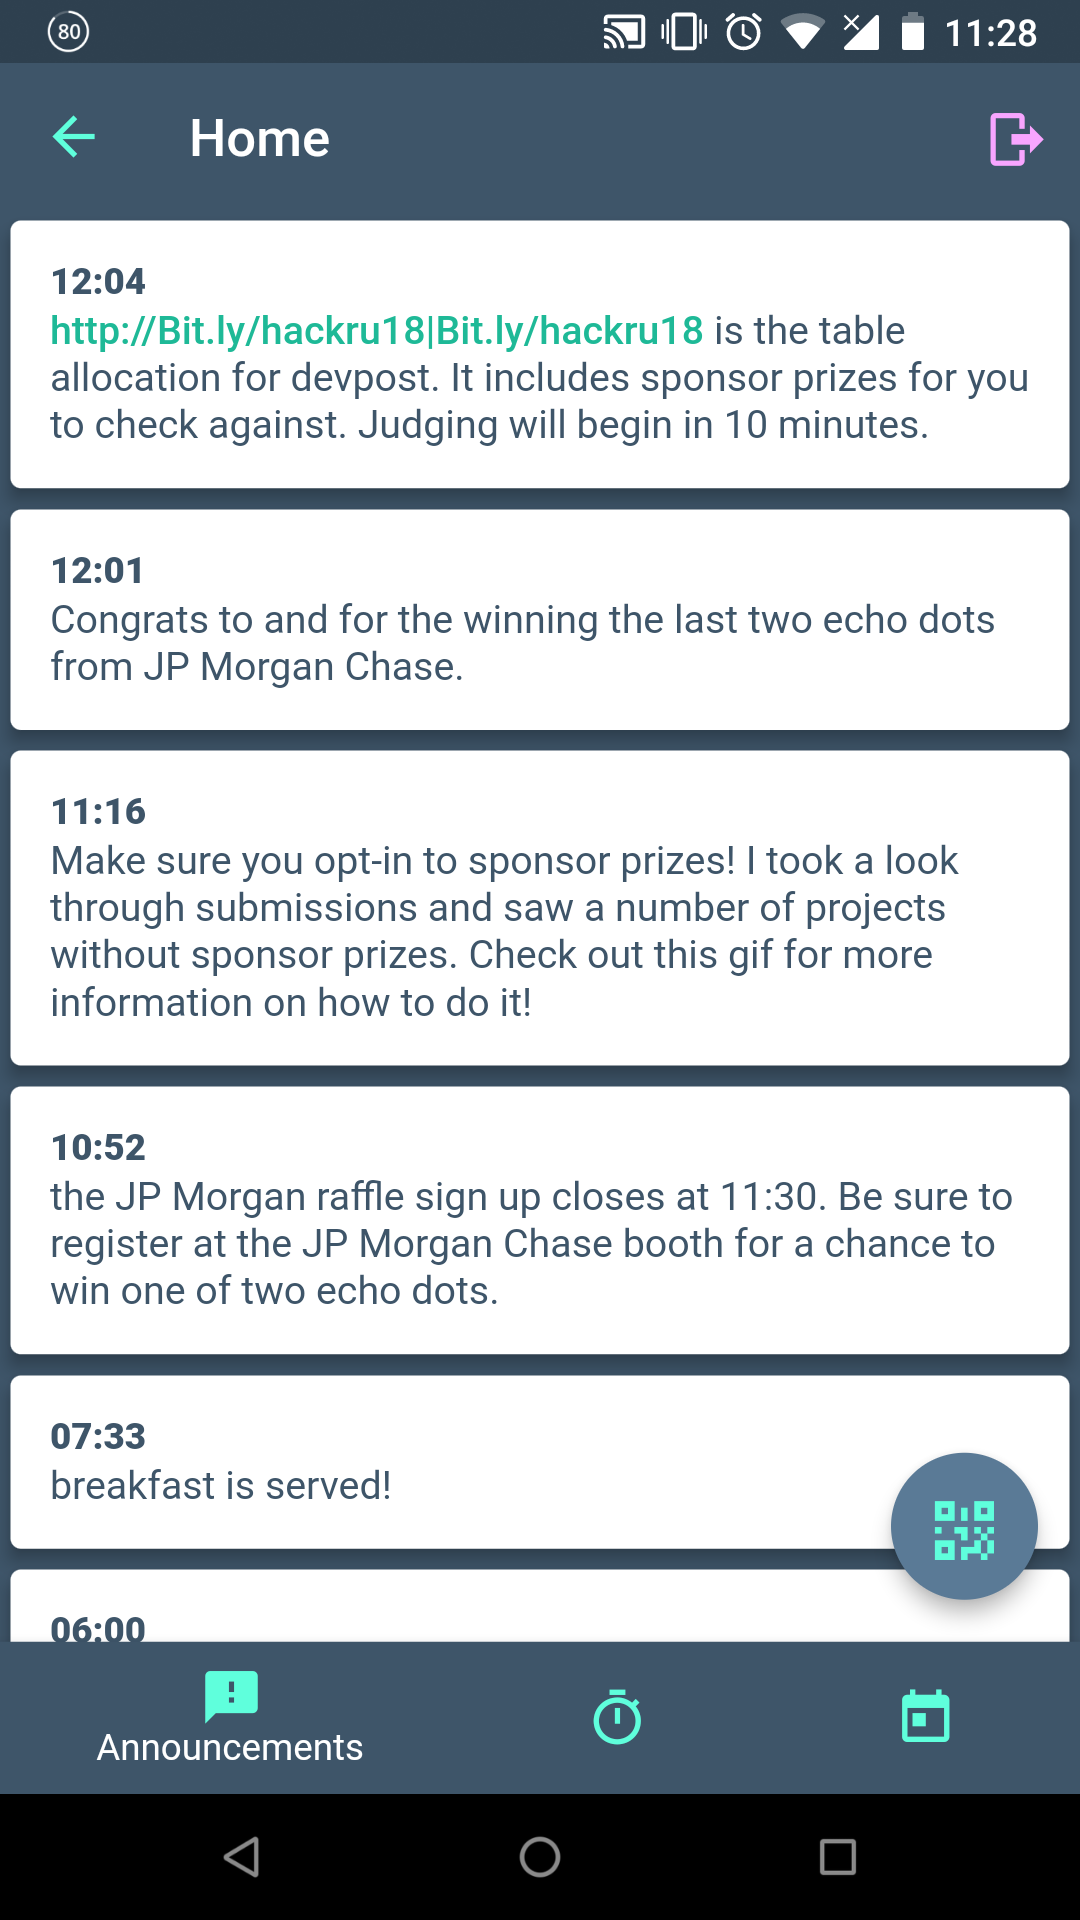 80
11:28
Home
12:04
http://Bit.ly/hackru18|Bit.ly/hackru18 is the table
allocation for devpost. It includes sponsor prizes for you
to check against. Judging will begin in 10 minutes.
12:01
Congrats to and for the winning the last two echo dots
from JP Morgan Chase.
11:16
Make sure you opt-in to sponsor prizes! I took a look
through submissions and saw a number of projects
without sponsor prizes. Check out this gif for more
information on how to do it!
10:52
the JP Morgan raffle sign up closes at 11:30. Be sure to
register at the JP Morgan Chase booth for a chance to
win one of two echo dots.
07:33
breakfast is served!
06:00
Announcements